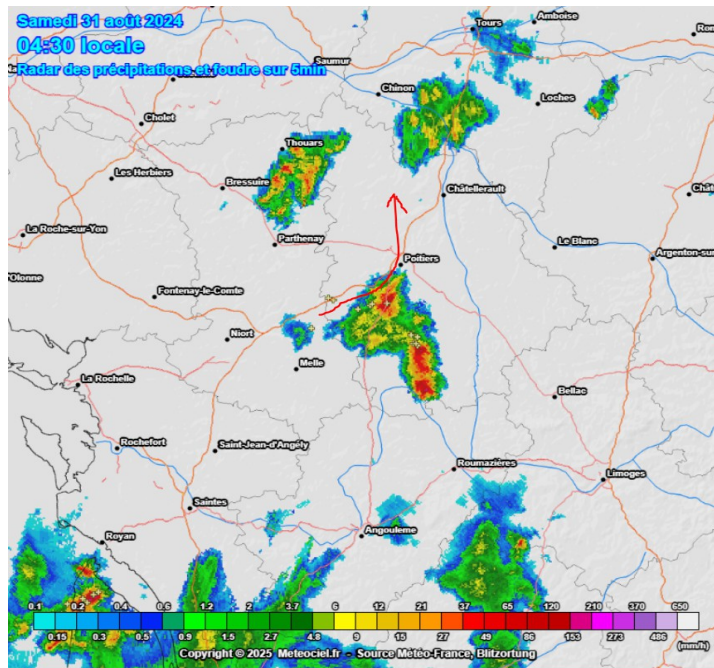 Samedi 31 août 2024
04:30 locale
Radar des précipitations et foudre sur 5min
Tours
Amboise
Saumur
Chinon
Loches
Cholet
Thouars
Les Herbiers
Bressuire
Châtellerault
La Roche-sur-Yon
Parthenay
Le Blanc
Argenton-sur
Poitiers
d'Olonne
Fontenay-le-Comte
Niort
Melle
La Rochelle
Bellac
Rochefort
Saint-Jean-d'Angély
Roumazières
Limoges
Saintes
Royan
Angouleme
0.1 0.2 0.4 0.6 1.2 2 3.7 6 12 21 37 65 120 210 370 650
0.15 0.3 0.5 0.9 1.5 2.7 4.8 9 15 27 49 86 153 273 486 (mm/h)
Copyright © 2025 Meteociel.fr - Source Météo-France, Blitzortung